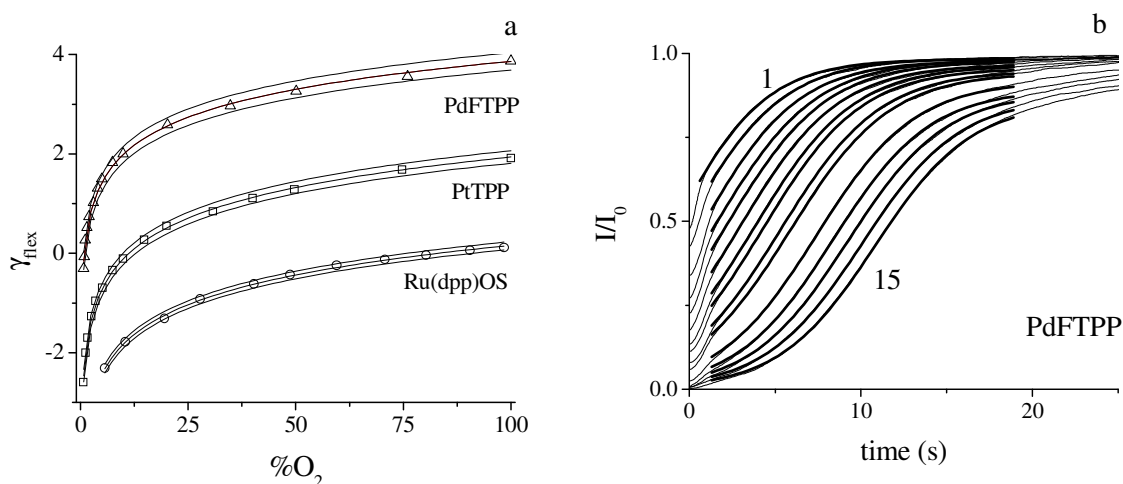 a
4
2
0
-2
γflex
PdFTPP
PtTPP
Ru(dpp)OS
0 25 50 75 100
%O2
b
1.0
0.5
0.0
I/I0
1
15
PdFTPP
0 10 20
time (s)